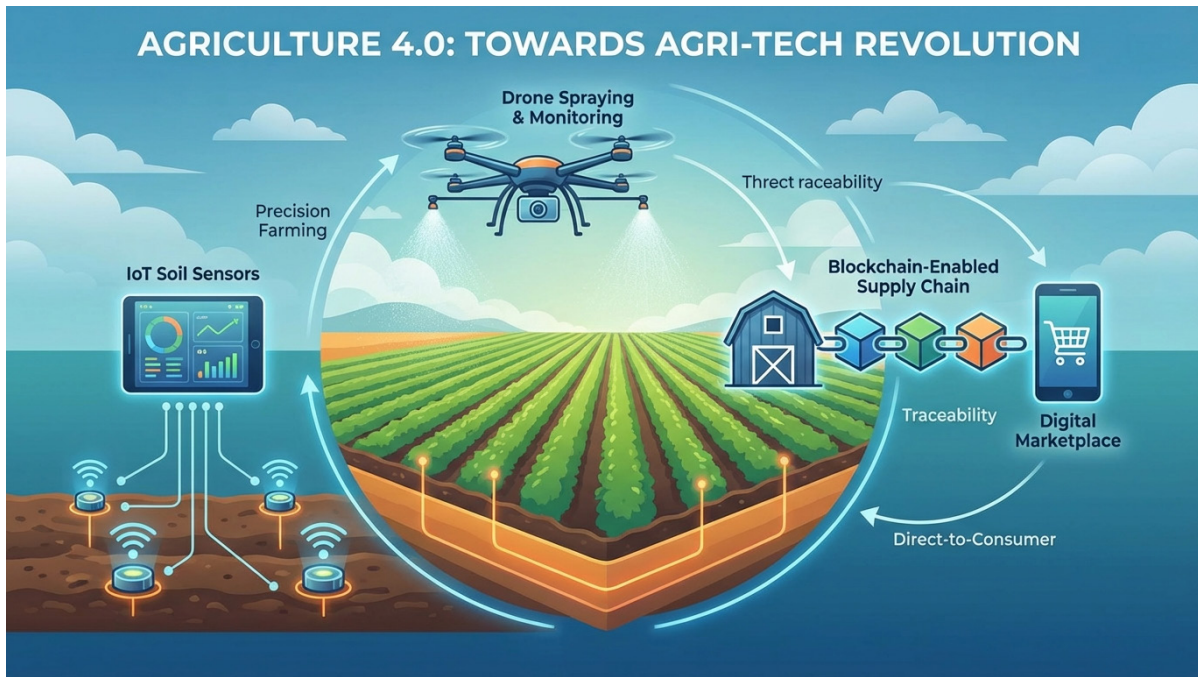 AGRICULTURE 4.0: TOWARDS AGRI-TECH REVOLUTION
Drone Spraying
& Monitoring
Threct raceability
Precision
Farming
IoT Soil Sensors
Blockchain-Enabled
Supply Chain
Traceability
Digital
Marketplace
Direct-to-Consumer